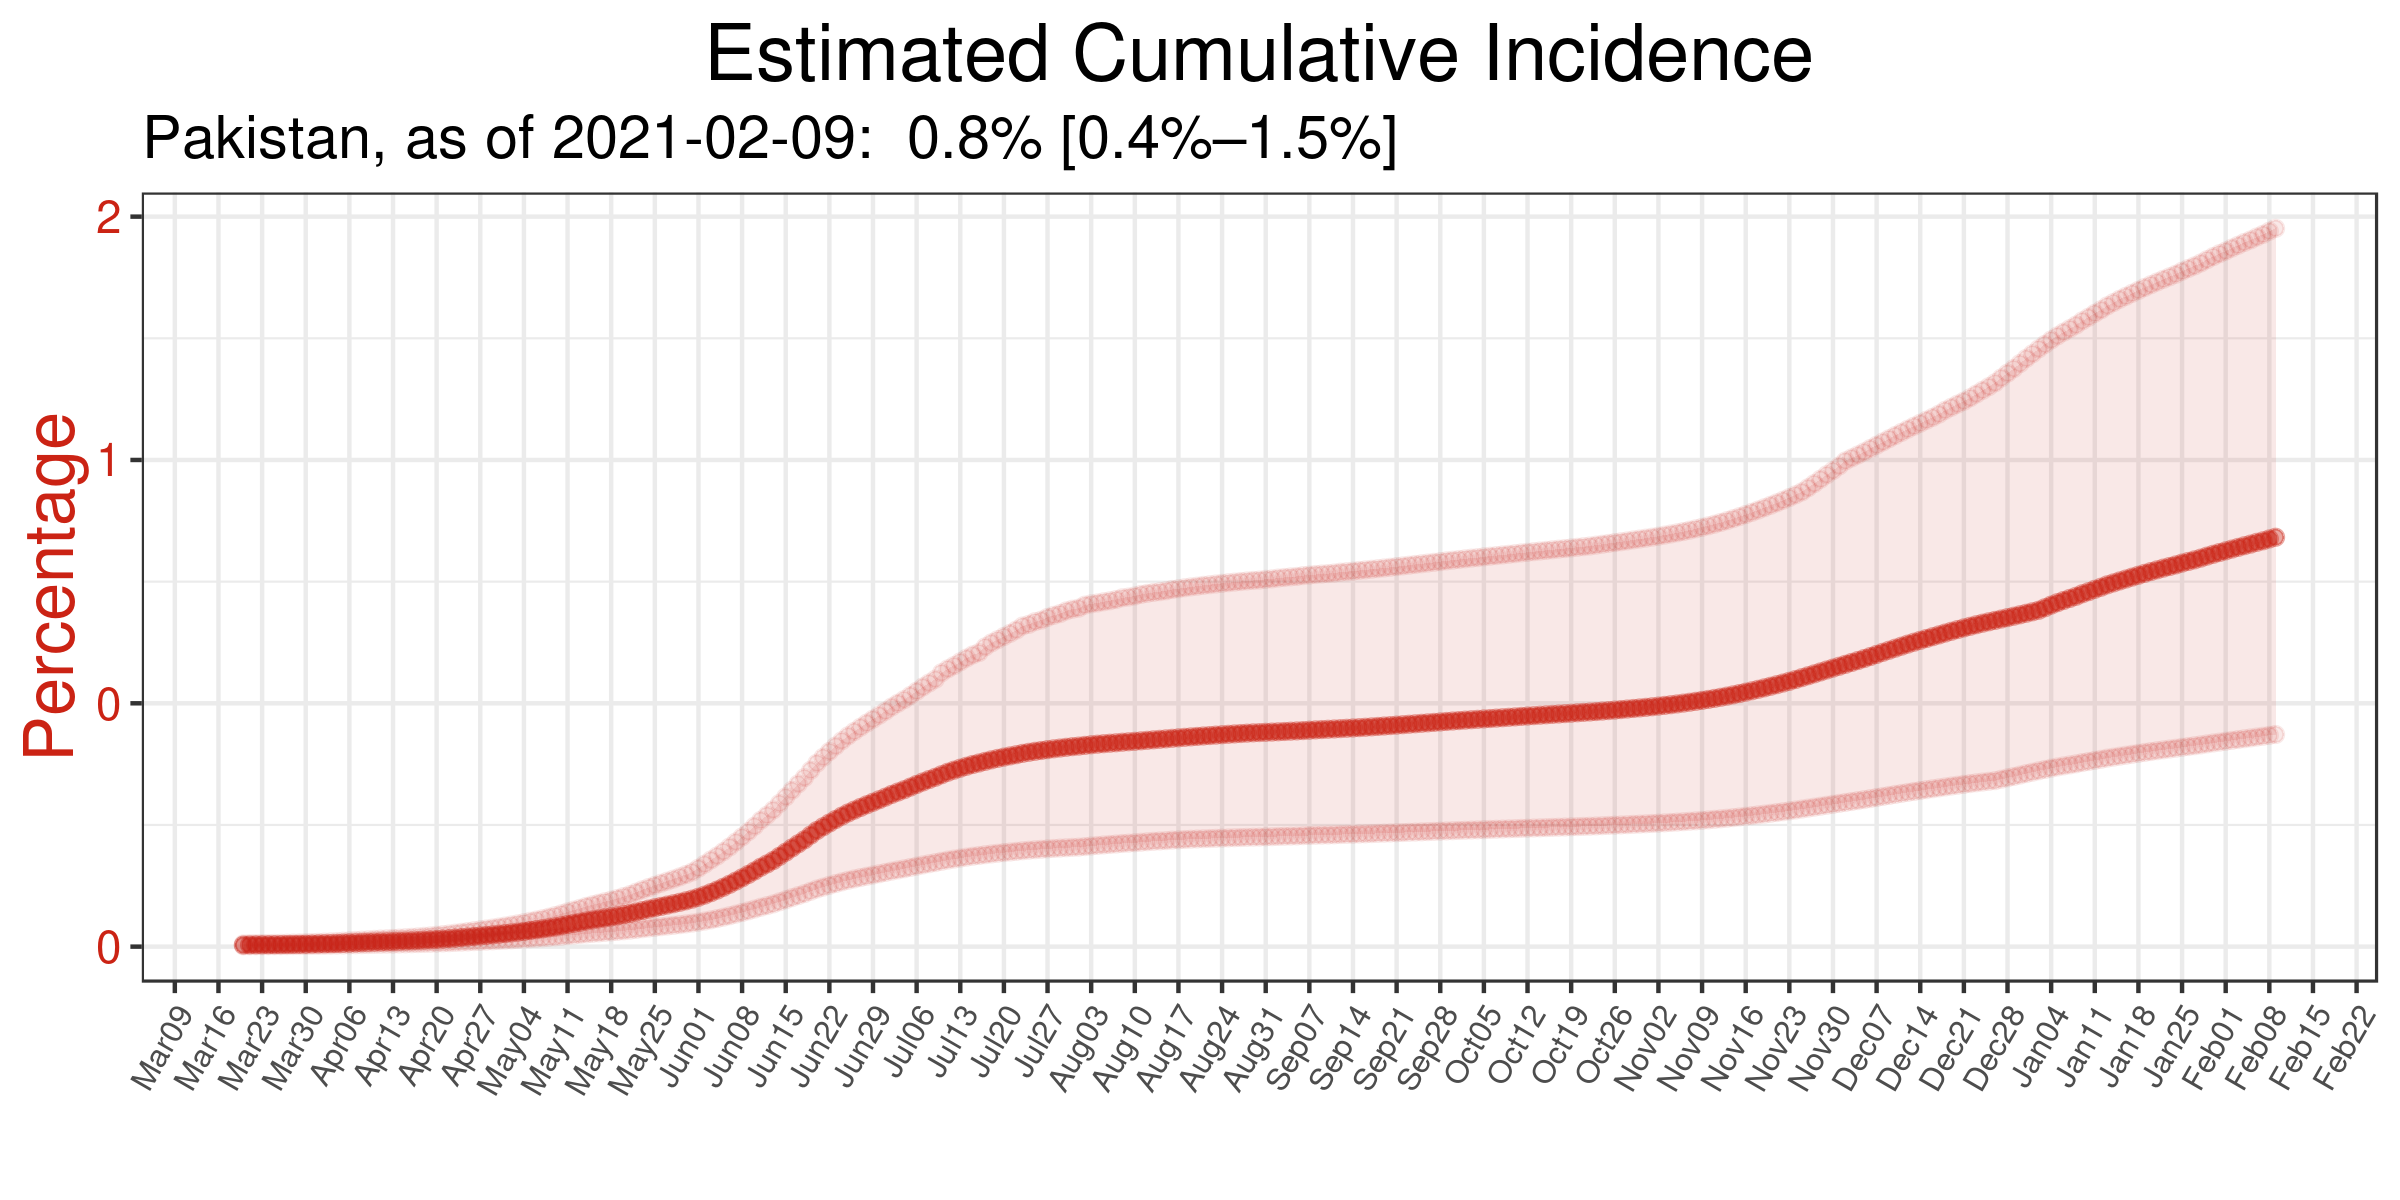 Estimated Cumulative Incidence
Pakistan, as of 2021-02-09:  0.8% [0.4%–1.5%]
Percentage
2
1
0
0
Mar09
Mar16
Mar23
Mar30
Apr06
Apr13
Apr20
Apr27
May04
May11
May18
May25
Jun01
Jun08
Jun15
Jun22
Jun29
Jul06
Jul13
Jul20
Jul27
Aug03
Aug10
Aug17
Aug24
Aug31
Sep07
Sep14
Sep21
Sep28
Oct05
Oct12
Oct19
Oct26
Nov02
Nov09
Nov16
Nov23
Nov30
Dec07
Dec14
Dec21
Dec28
Jan04
Jan11
Jan18
Jan25
Feb01
Feb08
Feb15
Feb22